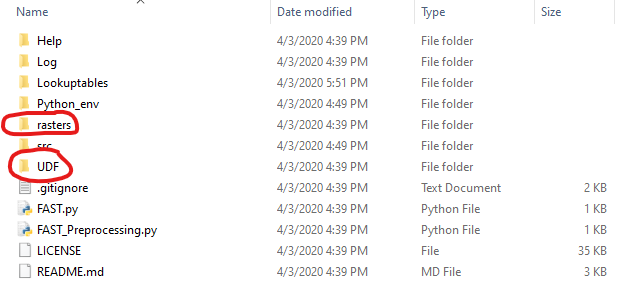 Name Date modified Type Size
Help 4/3/2020 4:39 PM File folder
Log 4/3/2020 4:39 PM File folder
Lookuptables 4/3/2020 5:51 PM File folder
Python_env 4/3/2020 4:49 PM File folder
rasters 4/3/2020 4:39 PM File folder
src 4/3/2020 4:49 PM File folder
UDF 4/3/2020 4:39 PM File folder
.gitignore 4/3/2020 4:39 PM Text Document 2 KB
FAST.py 4/3/2020 4:39 PM Python File 1 KB
FAST_Preprocessing.py 4/3/2020 4:39 PM Python File 1 KB
LICENSE 4/3/2020 4:39 PM File 35 KB
README.md 4/3/2020 4:39 PM MD File 3 KB